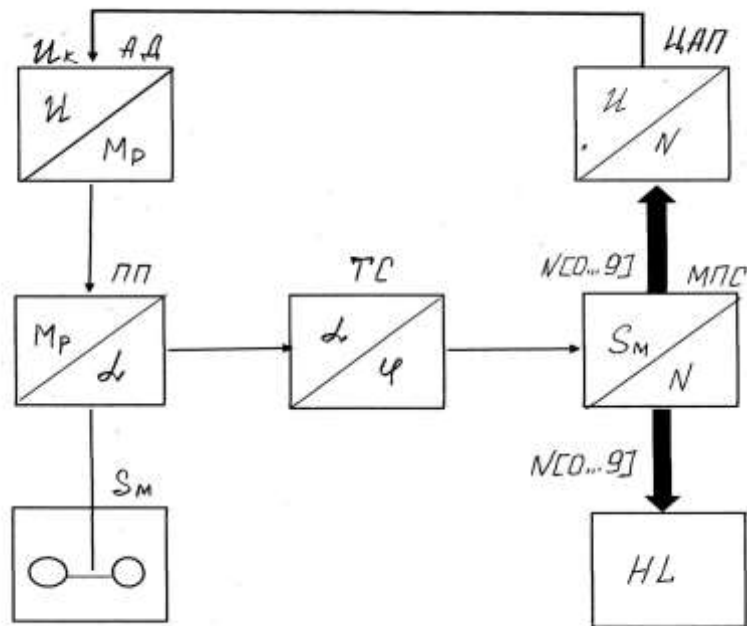 Uк АД
ЦАП
U
Mр
U
N
ПП
ТС
N[0...9]
МПС
Mр
α
α
φ
Sм
N
Sм
N[0...9]
HL